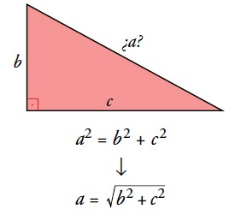 ¿a?
b
c
a² = b² + c²
↓
a = √(b² + c²)